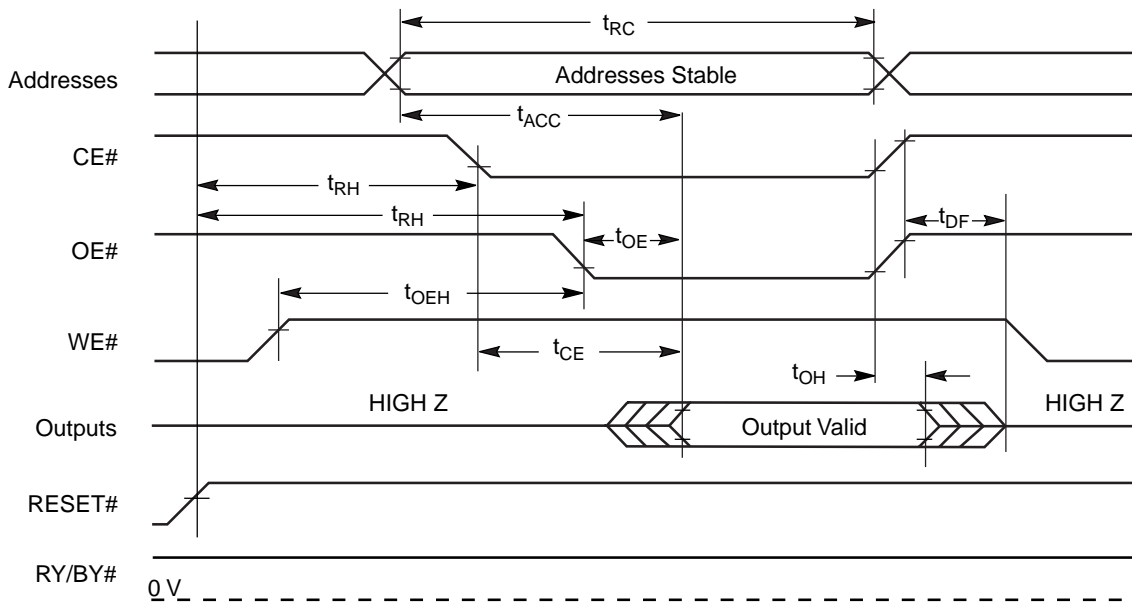 tRC
Addresses
Addresses Stable
tACC
CE#
tRH
tRH
tDF
OE#
tOE
tOEH
WE#
tCE
tOH
HIGH Z
HIGH Z
Outputs
Output Valid
RESET#
RY/BY#
0 V